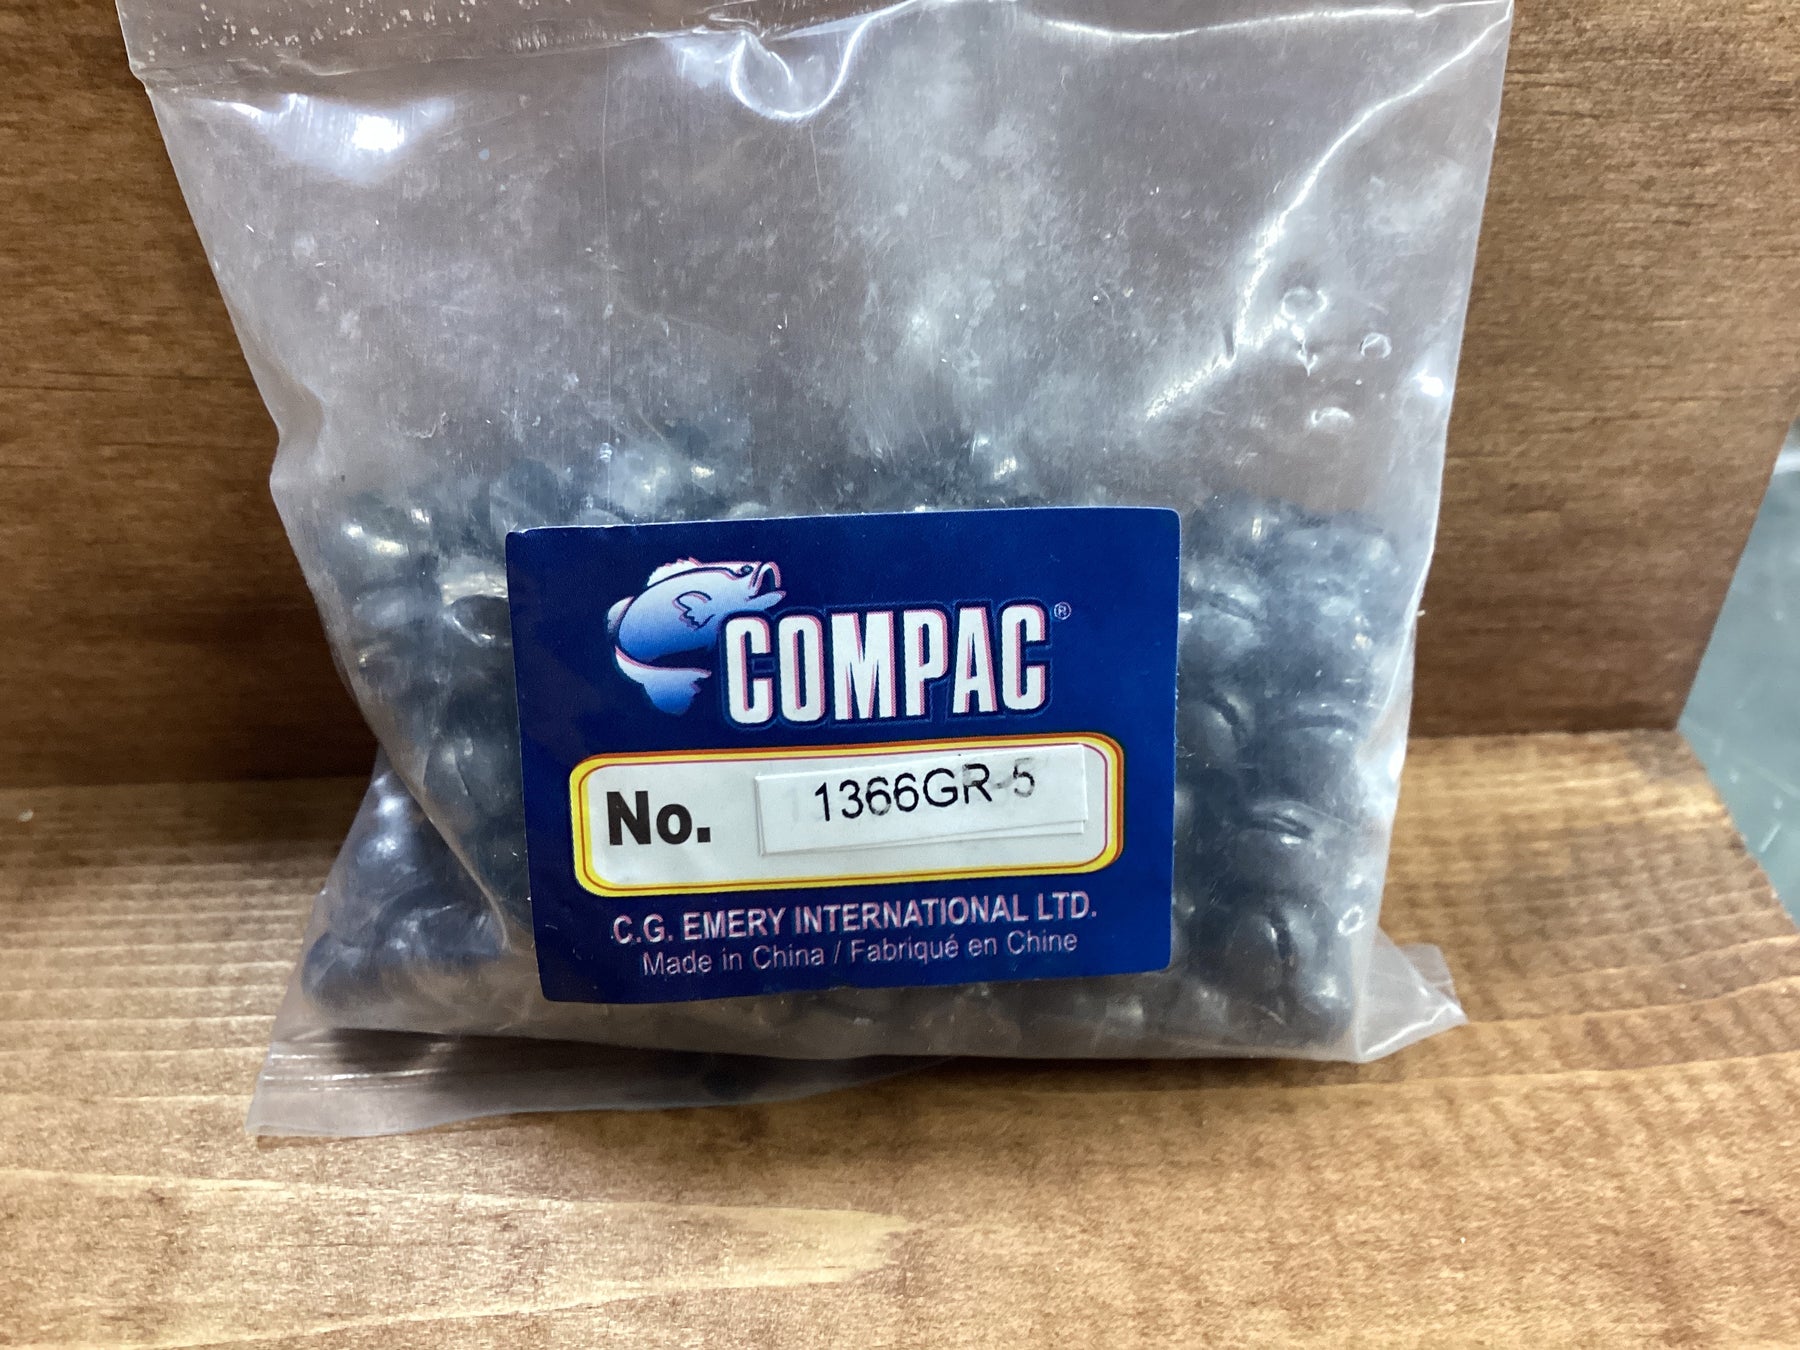 COMPAC®
No. 1366GR-5
C.G. EMERY INTERNATIONAL LTD.
Made in China / Fabriqué en Chine